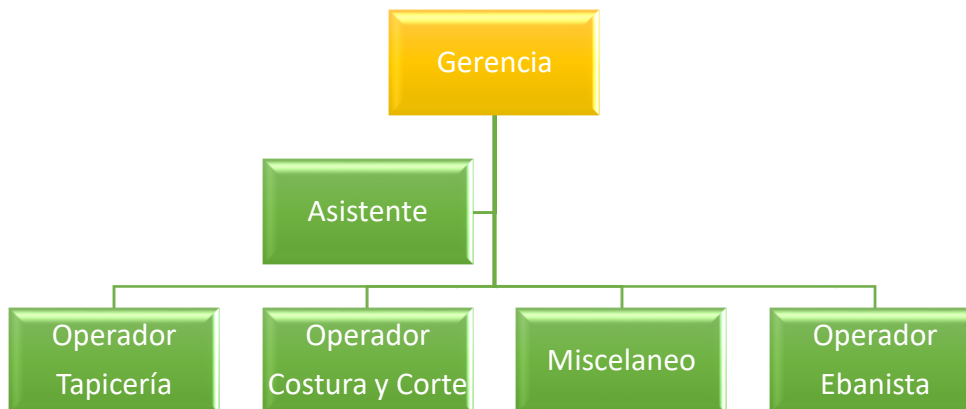 Gerencia
Asistente
Operador
Tapicería
Operador
Costura y Corte
Miscelaneo
Operador
Ebanista